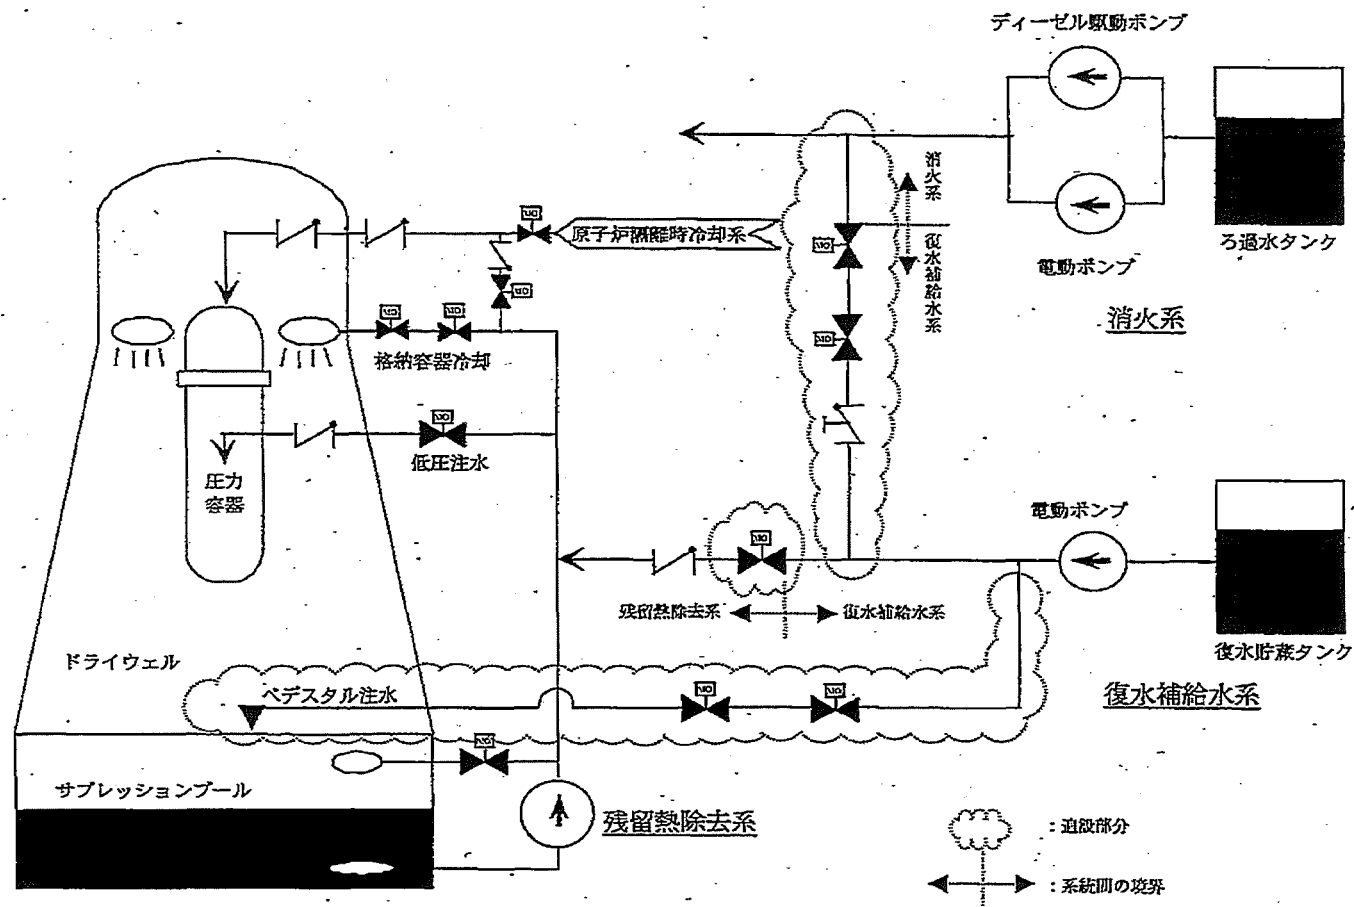 ディーゼル駆動ポンプ
消火系
復水補給水系
電動ポンプ
ろ過水タンク
消火系
原子炉隔離時冷却系
格納容器冷却
低圧注水
圧力
容器
電動ポンプ
残留熱除去系
復水補給水系
復水貯蔵タンク
復水補給水系
ドライウェル
ペデスタル注水
サプレッションプール
残留熱除去系
：追設部分
：系統間の境界